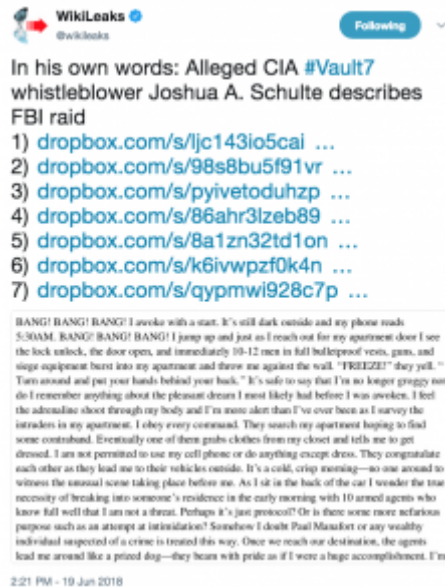 WikiLeaks
@wikileaks
Following
In his own words: Alleged CIA #Vault7
whistleblower Joshua A. Schulte describes
FBI raid
1) dropbox.com/s/ljc143io5cai ...
2) dropbox.com/s/98s8bu5f91vr ...
3) dropbox.com/s/pyivetoduhzp ...
4) dropbox.com/s/86ahr3lzeb89 ...
5) dropbox.com/s/8a1zn32td1on ...
6) dropbox.com/s/k6ivwpzf0k4n ...
7) dropbox.com/s/qypmwi928c7p ...
BANG! BANG! BANG! I awoke with a start. It's still dark outside and my phone reads
5:30AM. BANG! BANG! BANG! I jump up and just as I reach out for my apartment door I see
the lock unlock, the door open, and immediately 10-12 men in full bulletproof vests, guns, and
siege equipment burst into my apartment and throw me against the wall. "FREEZE!" they yell. "
Turn around and put your hands behind your back." It's safe to say that I'm no longer groggy nor
do I remember anything about the pleasant dream I most likely had before I was awoken. I feel
the adrenaline shoot through my body and I'm more alert than I've ever been as I survey the
intruders in my apartment. I obey every command. They search my apartment hoping to find
some contraband. Eventually one of them grabs clothes from my closet and tells me to get
dressed. I am not permitted to use my cell phone or do anything except dress. They congratulate
each other as they lead me to their vehicles outside. It's a cold, crisp morning—no one around to
witness the unusual scene taking place before me. As I sit in the back of the car I wonder the true
necessity of breaking into someone's residence in the early morning with 10 armed agents who
know full well that I am not a threat. Perhaps it's just protocol? Or is there some more nefarious
purpose such as an attempt at intimidation? Somehow I doubt Paul Manafort or any wealthy
individual suspected of a crime is treated this way. Once we reach our destination, the agents
lead me around like a prized dog—they beam with pride as if I were a huge accomplishment. I'm
2:21 PM - 19 Jun 2018